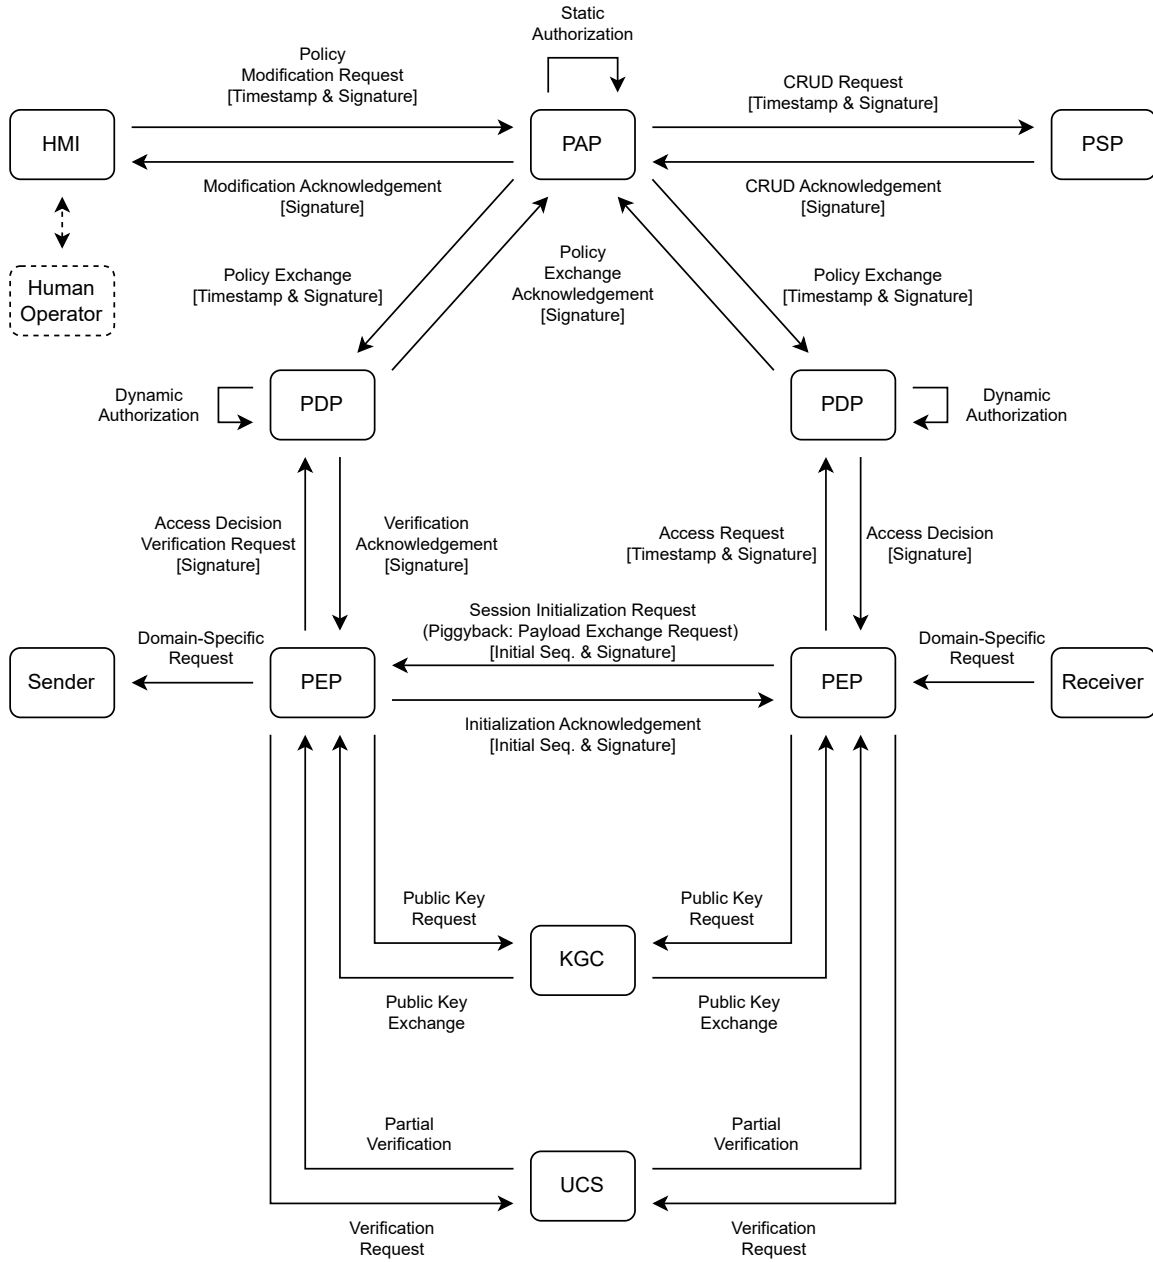 Static
Authorization
Policy
Modification Request
[Timestamp & Signature]
CRUD Request
[Timestamp & Signature]
HMI
PAP
PSP
Modification Acknowledgement
[Signature]
CRUD Acknowledgement
[Signature]
Human
Operator
Policy Exchange
[Timestamp & Signature]
Policy
Exchange
Acknowledgement
[Signature]
Policy Exchange
[Timestamp & Signature]
Dynamic
Authorization
PDP
PDP
Dynamic
Authorization
Access Decision
Verification Request
[Signature]
Verification
Acknowledgement
[Signature]
Access Request
[Timestamp & Signature]
Access Decision
[Signature]
Session Initialization Request
(Piggyback: Payload Exchange Request)
[Initial Seq. & Signature]
Domain-Specific
Request
Domain-Specific
Request
Sender
PEP
PEP
Receiver
Initialization Acknowledgement
[Initial Seq. & Signature]
Public Key
Request
Public Key
Request
KGC
Public Key
Exchange
Public Key
Exchange
Partial
Verification
Partial
Verification
UCS
Verification
Request
Verification
Request